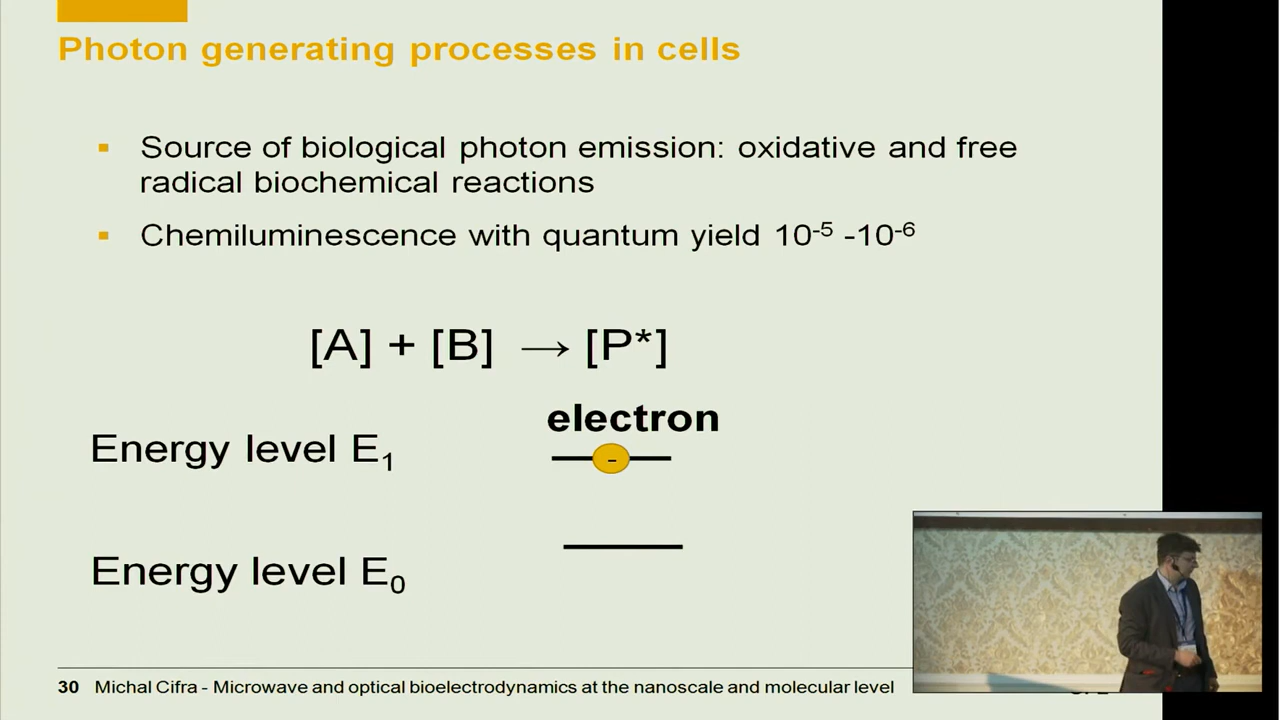 Photon generating processes in cells
Source of biological photon emission: oxidative and free
radical biochemical reactions
Chemiluminescence with quantum yield 10⁻⁵ -10⁻⁶
[A] + [B] → [P*]
electron
Energy level E₁
-
Energy level E₀
30 Michal Cifra - Microwave and optical bioelectrodynamics at the nanoscale and molecular level